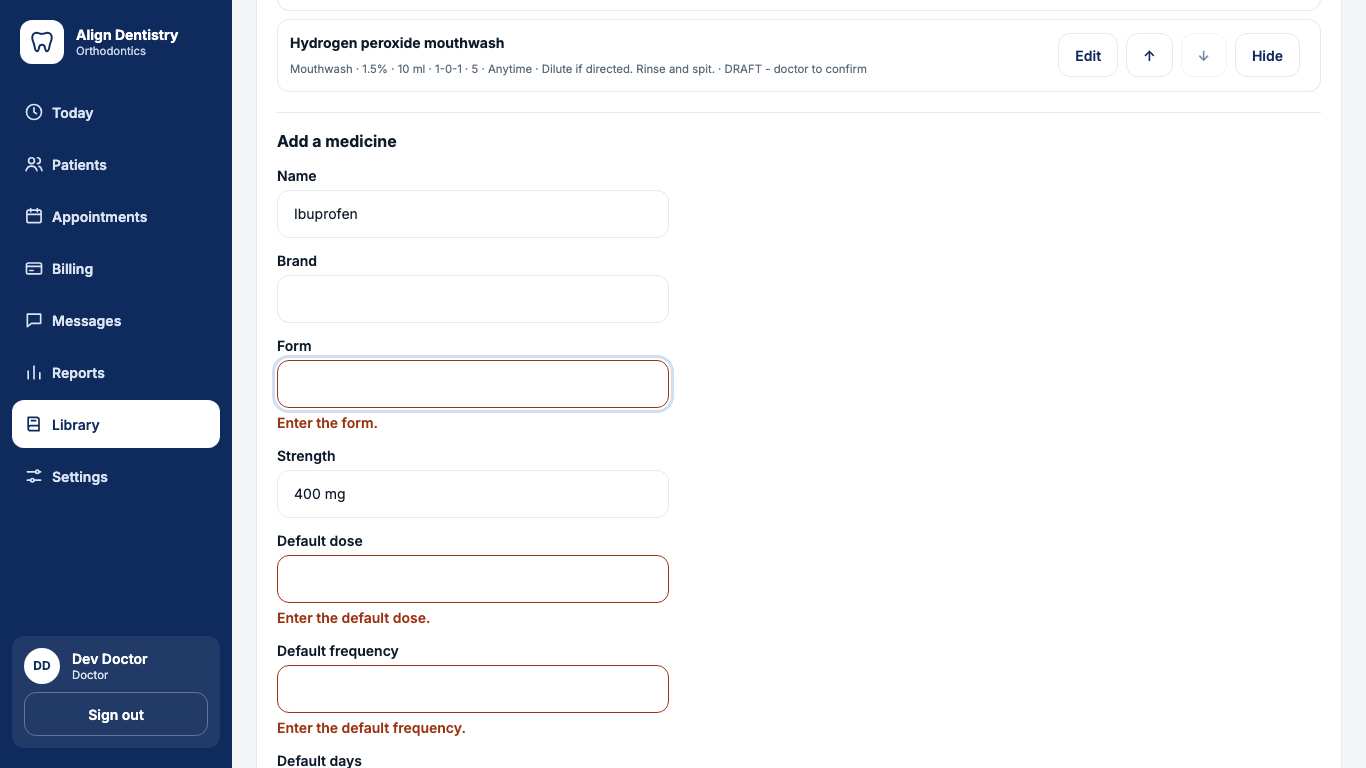 Align Dentistry
Orthodontics
Today
Patients
Appointments
Billing
Messages
Reports
Library
Settings
DD
Dev Doctor
Doctor
Sign out
Hydrogen peroxide mouthwash
Mouthwash · 1.5% · 10 ml · 1-0-1 · 5 · Anytime · Dilute if directed. Rinse and spit. · DRAFT - doctor to confirm
Edit ↑ ↓ Hide
Add a medicine
Name
Ibuprofen
Brand
Form
Enter the form.
Strength
400 mg
Default dose
Enter the default dose.
Default frequency
Enter the default frequency.
Default days